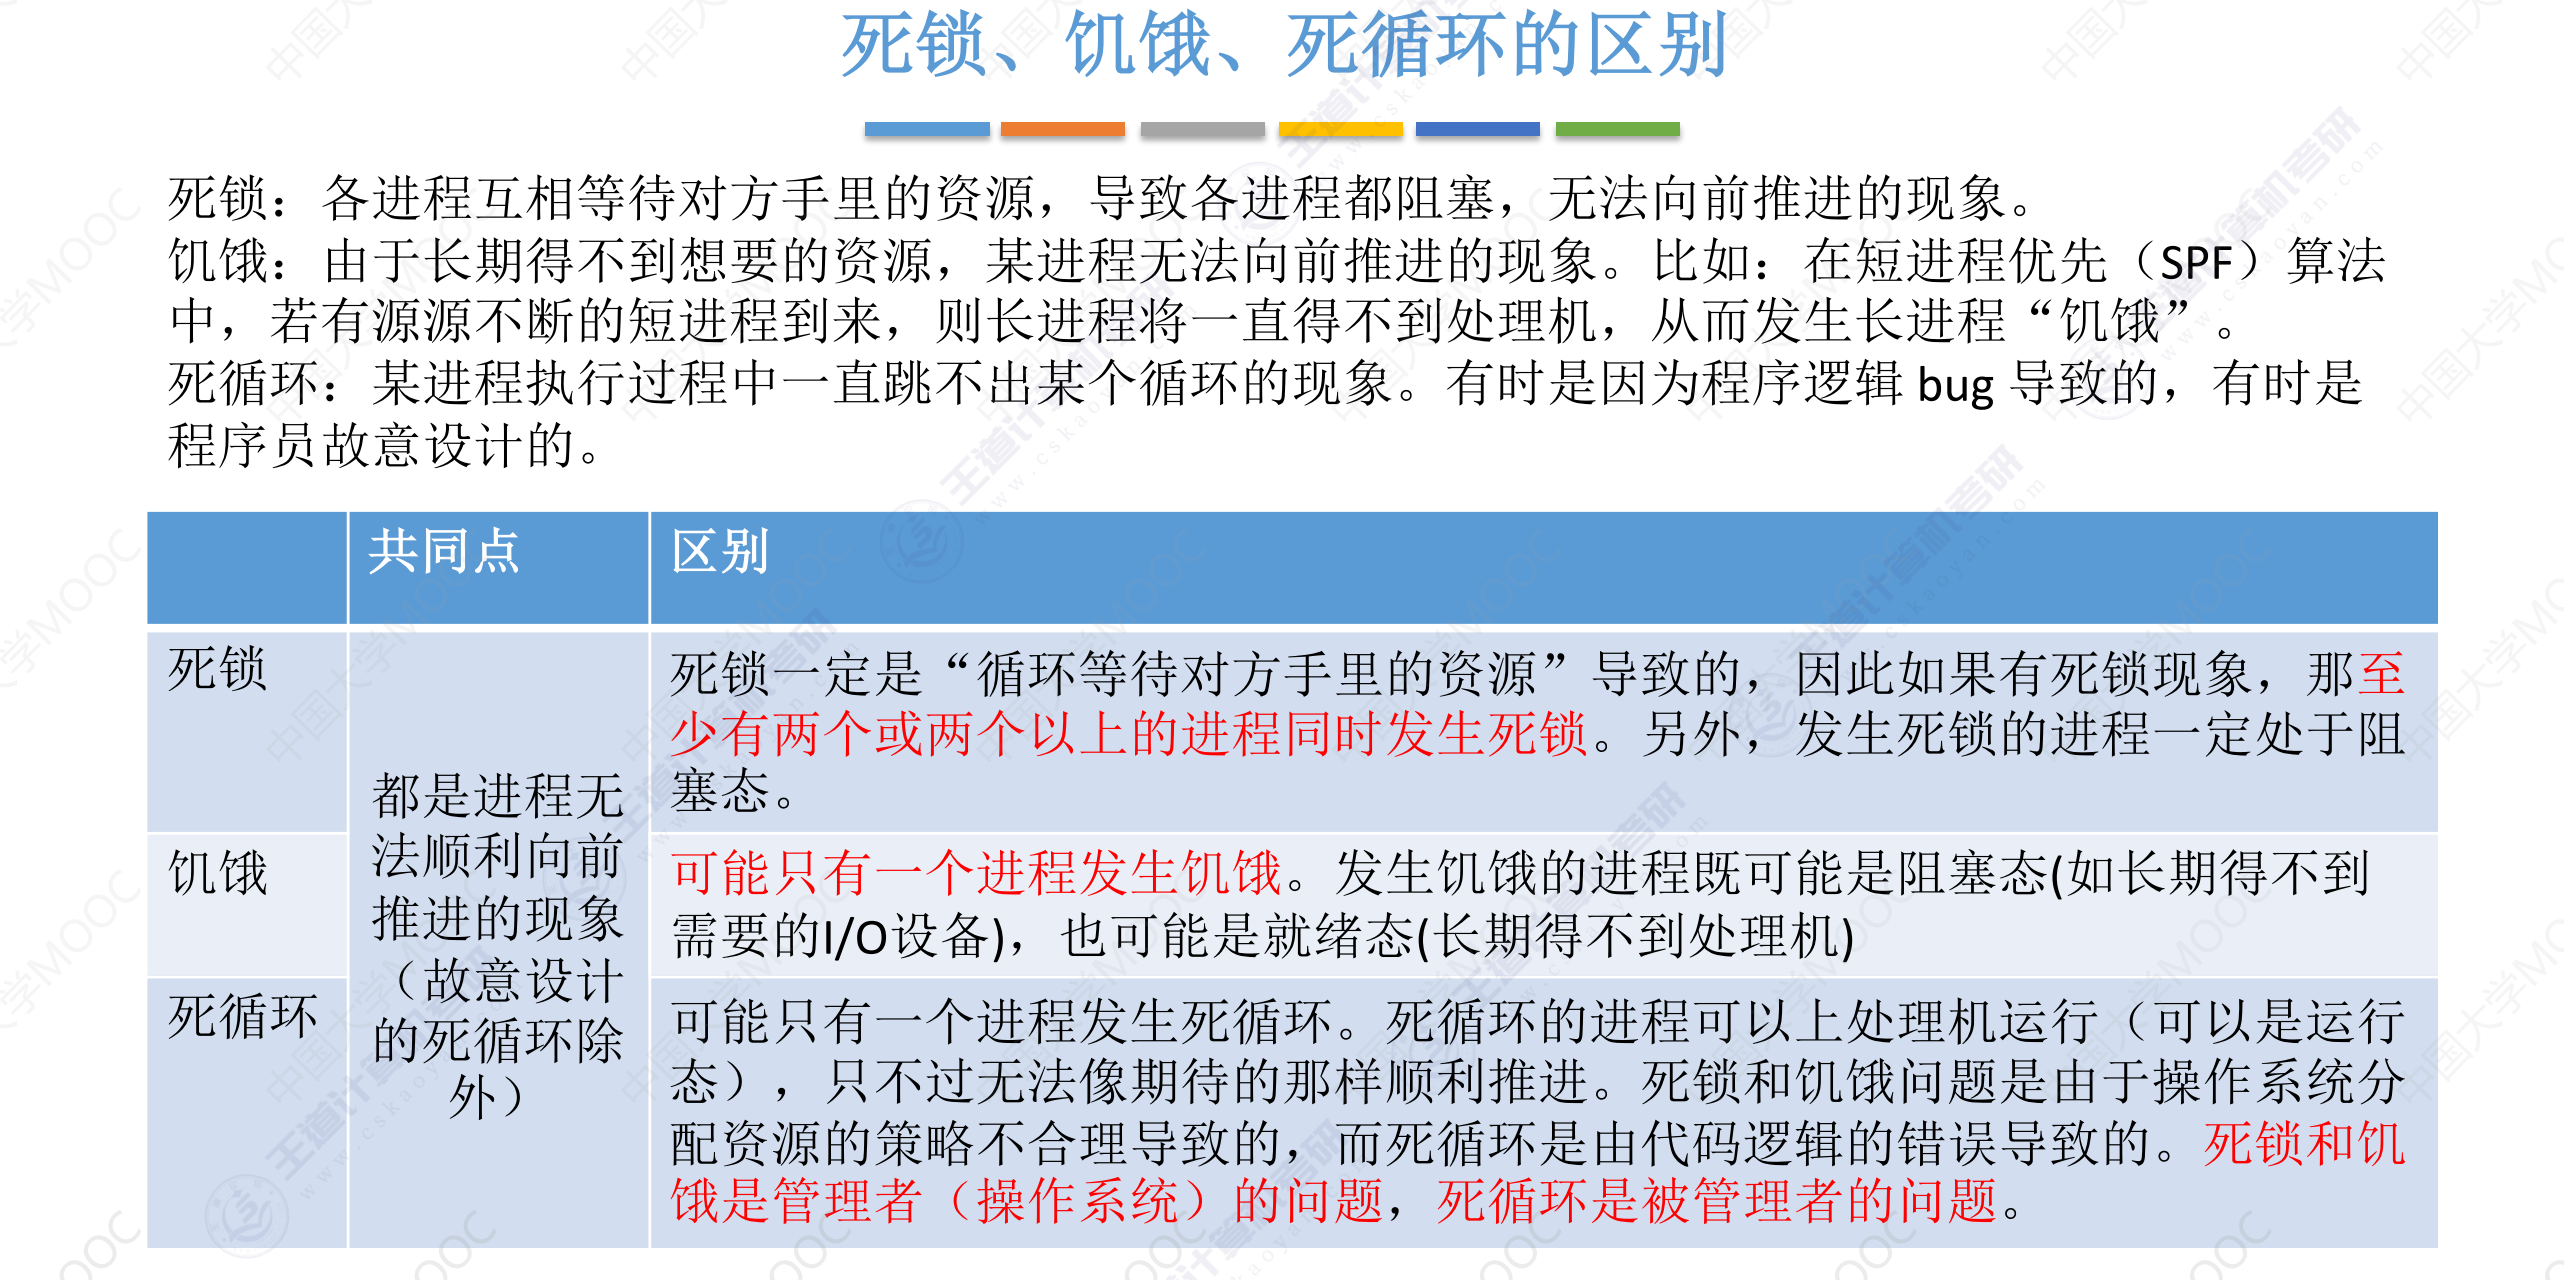 死锁、饥饿、死循环的区别
死锁：各进程互相等待对方手里的资源，导致各进程都阻塞，无法向前推进的现象。
饥饿：由于长期得不到想要的资源，某进程无法向前推进的现象。比如：在短进程优先（SPF）算法
中，若有源源不断的短进程到来，则长进程将一直得不到处理机，从而发生长进程“饥饿”。
死循环：某进程执行过程中一直跳不出某个循环的现象。有时是因为程序逻辑 bug 导致的，有时是
程序员故意设计的。
共同点
区别
死锁
都是进程无
法顺利向前
推进的现象
（故意设计
的死循环除
外）
死锁一定是“循环等待对方手里的资源”导致的，因此如果有死锁现象，那至
少有两个或两个以上的进程同时发生死锁。另外，发生死锁的进程一定处于阻
塞态。
饥饿
可能只有一个进程发生饥饿。发生饥饿的进程既可能是阻塞态(如长期得不到
需要的I/O设备)，也可能是就绪态(长期得不到处理机)
死循环
可能只有一个进程发生死循环。死循环的进程可以上处理机运行（可以是运行
态），只不过无法像期待的那样顺利推进。死锁和饥饿问题是由于操作系统分
配资源的策略不合理导致的，而死循环是由代码逻辑的错误导致的。死锁和饥
饿是管理者（操作系统）的问题，死循环是被管理者的问题。
中国大学MOOC
王道计算机考研
www.cskaoyan.com